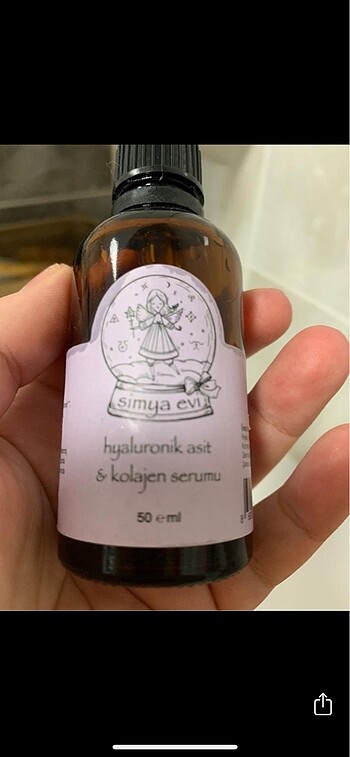 simya evi
hyaluronik asit
& kolajen serumu
50 e ml